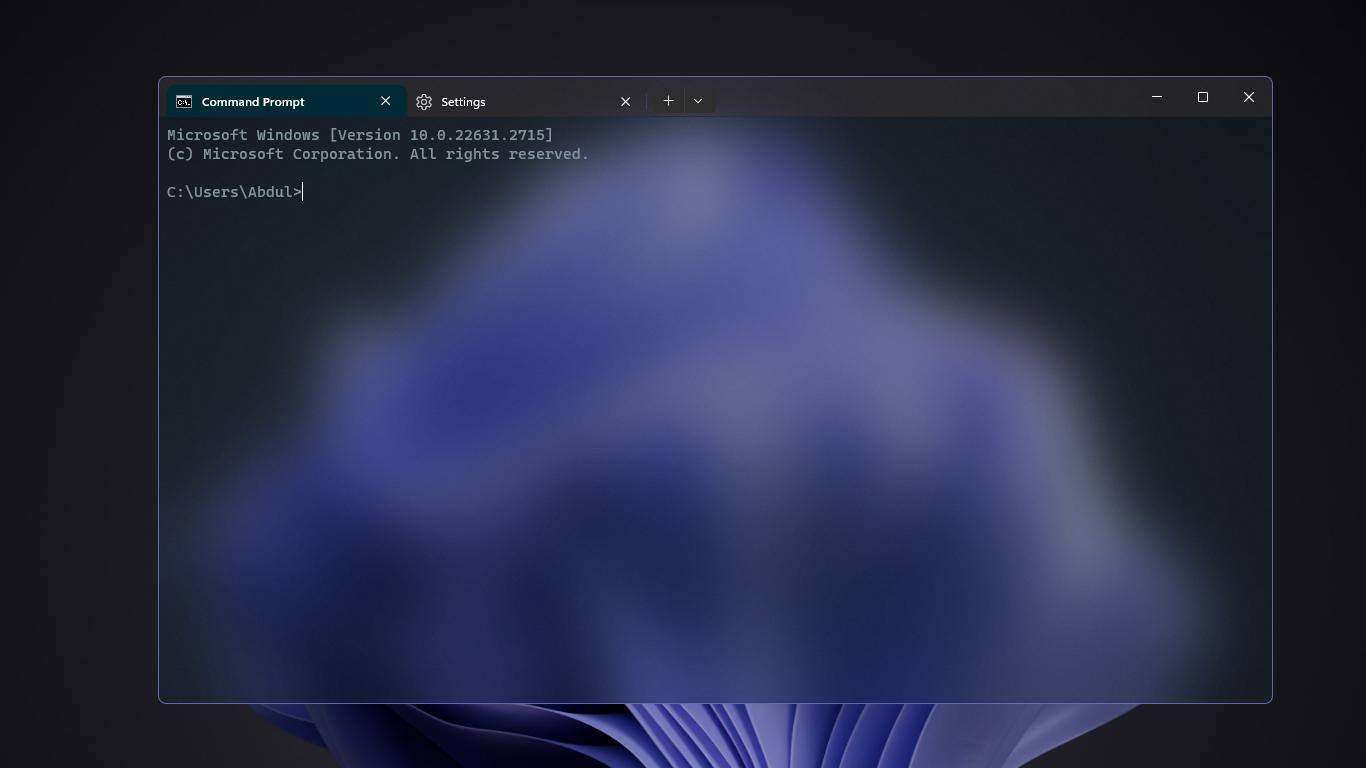 Command Prompt
Settings
Microsoft Windows [Version 10.0.22631.2715]
(c) Microsoft Corporation. All rights reserved.
C:\Users\Abdul>